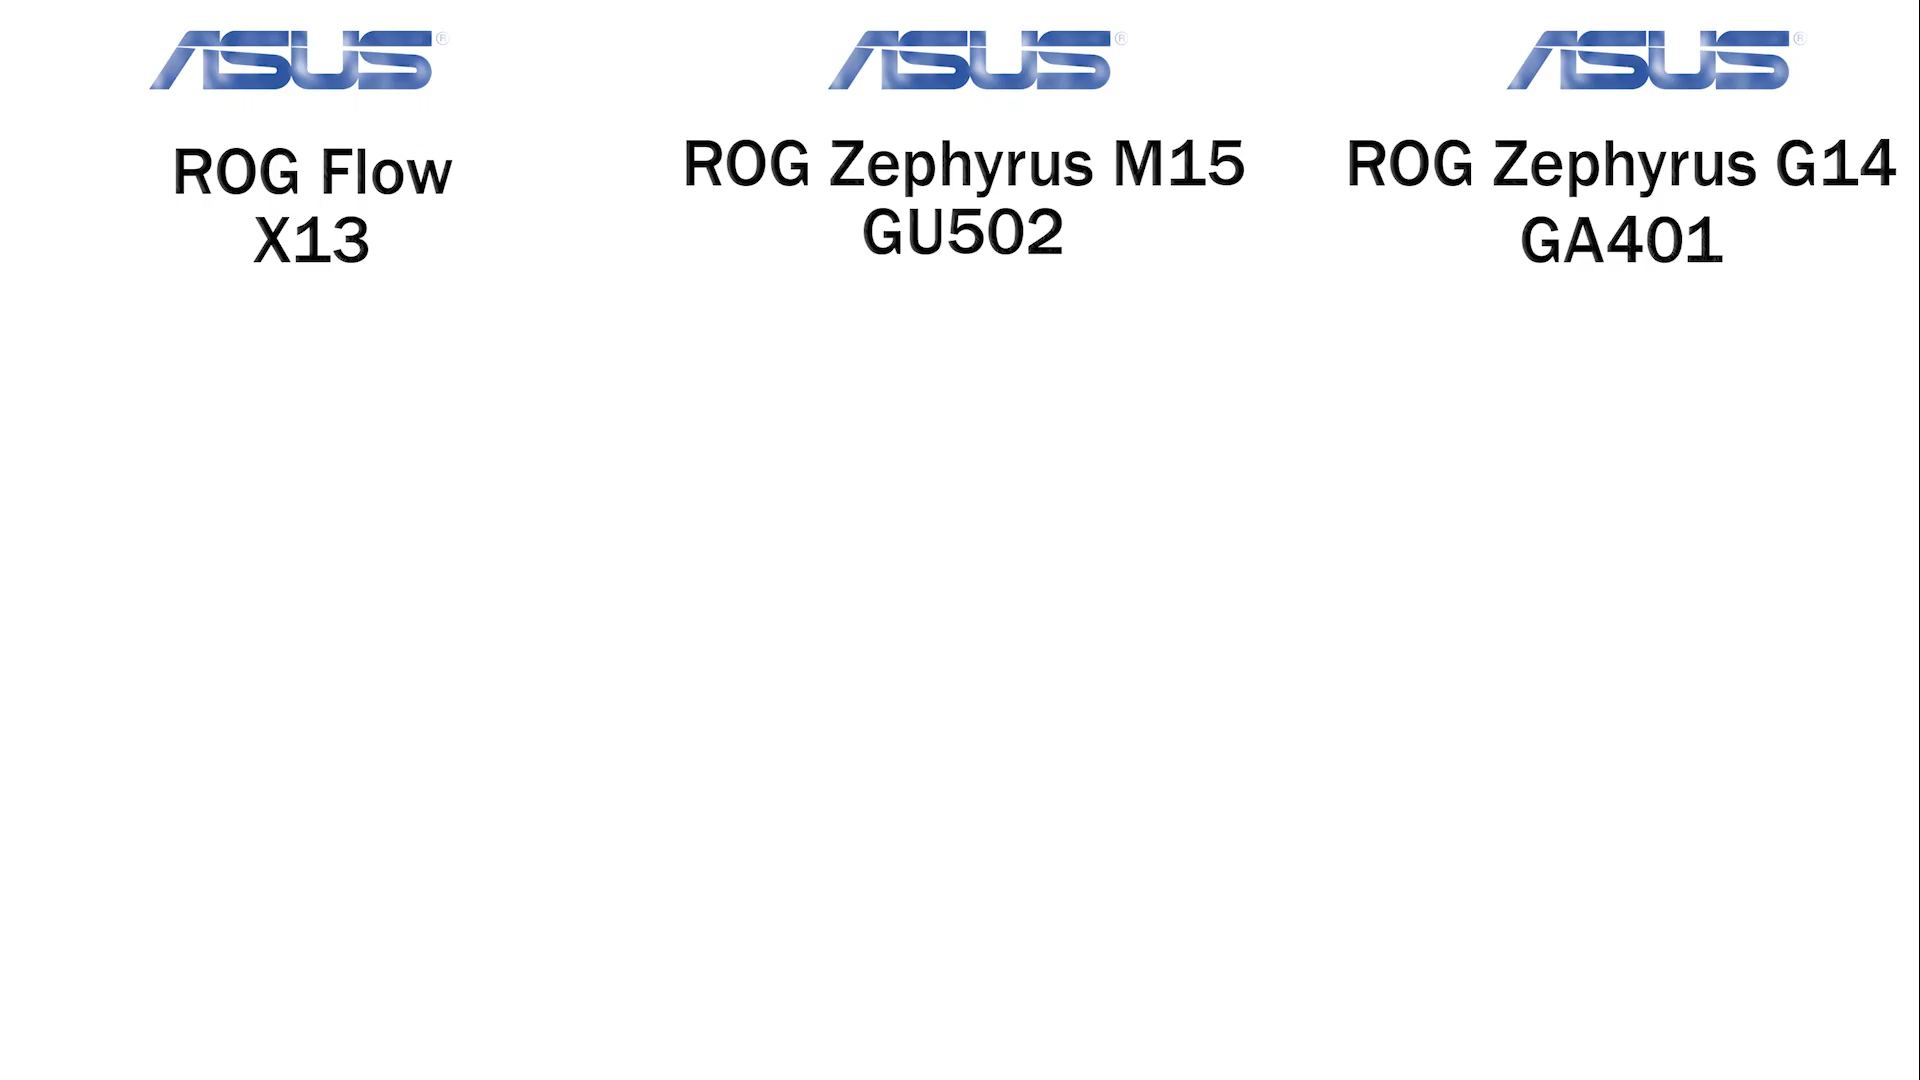 ASUS®
ROG Flow
X13
ASUS®
ROG Zephyrus M15
GU502
ASUS®
ROG Zephyrus G14
GA401